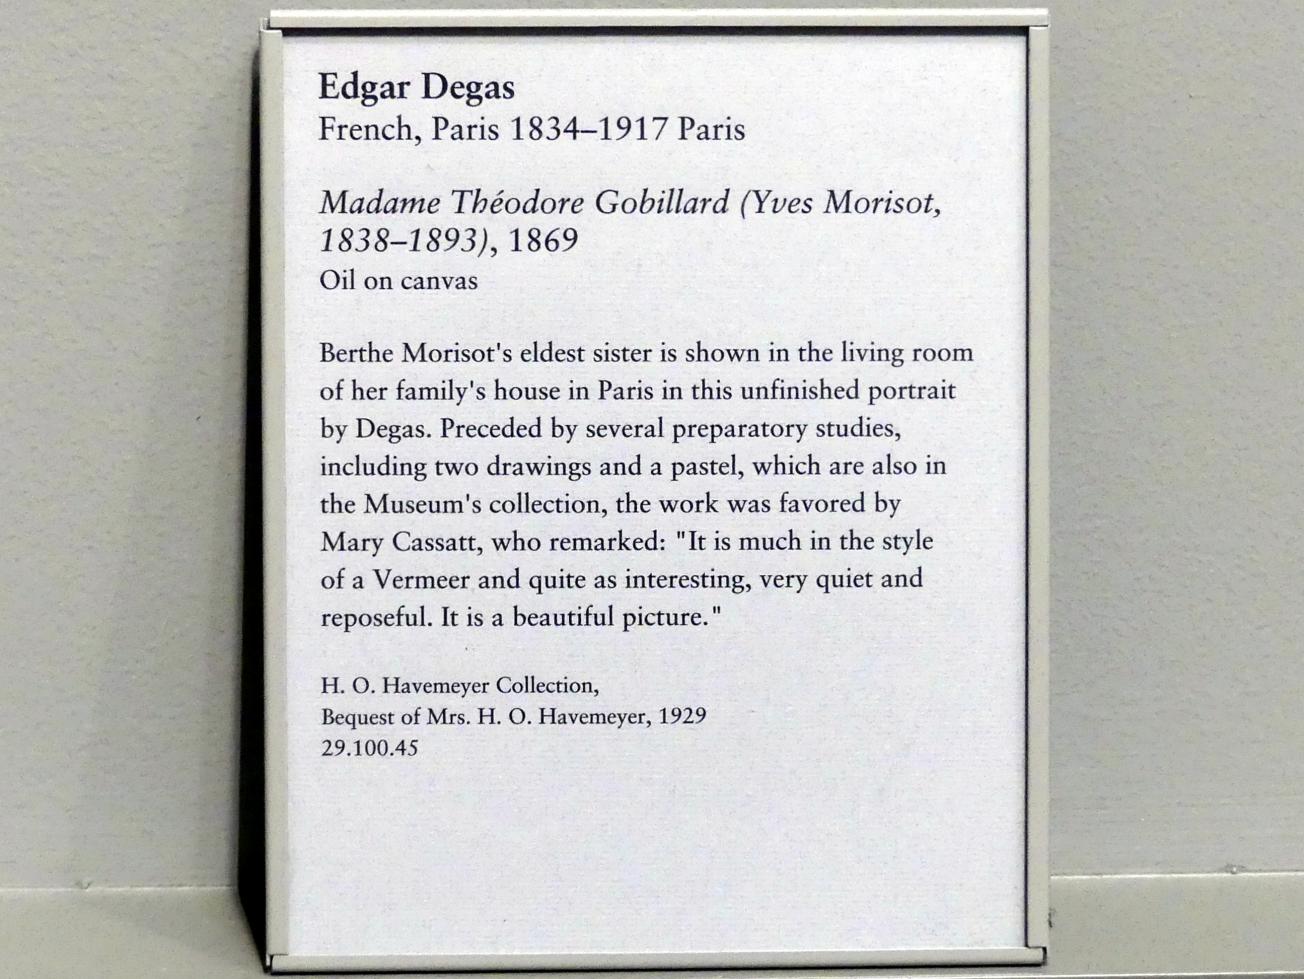 Edgar Degas
French, Paris 1834–1917 Paris
Madame Théodore Gobillard (Yves Morisot,
1838–1893), 1869
Oil on canvas
Berthe Morisot's eldest sister is shown in the living room
of her family's house in Paris in this unfinished portrait
by Degas. Preceded by several preparatory studies,
including two drawings and a pastel, which are also in
the Museum's collection, the work was favored by
Mary Cassatt, who remarked: "It is much in the style
of a Vermeer and quite as interesting, very quiet and
reposeful. It is a beautiful picture."
H. O. Havemeyer Collection,
Bequest of Mrs. H. O. Havemeyer, 1929
29.100.45